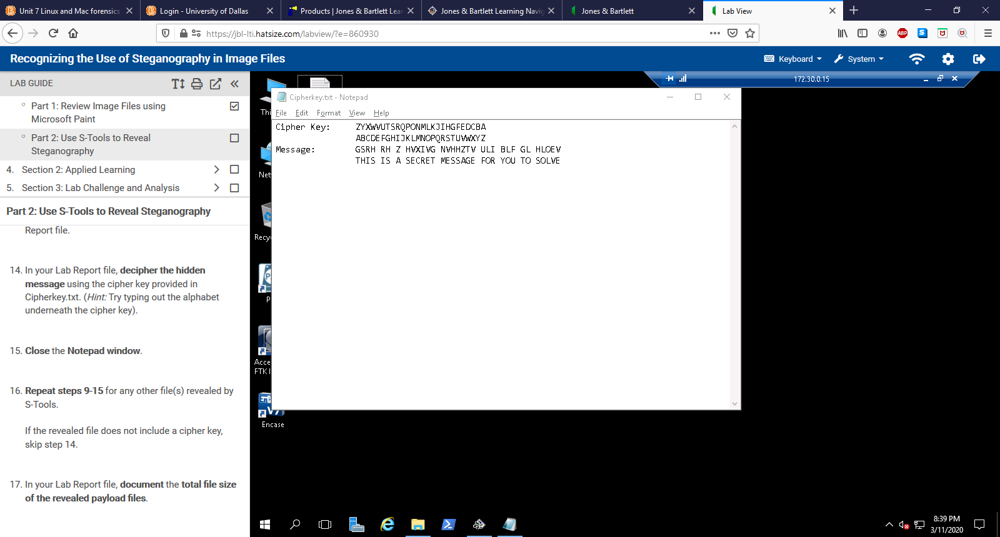 Unit 7 Linux and Mac forensics
Login - University of Dallas
Products | Jones & Bartlett Lear
Jones & Bartlett Learning Navig
Jones & Bartlett
Lab View
https://jbl-lti.hatsize.com/labview/?e=860930
ABP
S
Recognizing the Use of Steganography in Image Files
Keyboard
System
LAB GUIDE
172.30.0.15
Part 1: Review Image Files using
Microsoft Paint
Part 2: Use S-Tools to Reveal
Steganography
4. Section 2: Applied Learning
5. Section 3: Lab Challenge and Analysis
Part 2: Use S-Tools to Reveal Steganography
Report file.
14. In your Lab Report file, decipher the hidden
message using the cipher key provided in
Cipherkey.txt. (Hint: Try typing out the alphabet
underneath the cipher key).
15. Close the Notepad window.
16. Repeat steps 9-15 for any other file(s) revealed by
S-Tools.
If the revealed file does not include a cipher key,
skip step 14.
17. In your Lab Report file, document the total file size
of the revealed payload files.
Thi
Net
Recy
P
Acce
FTK I
V7
Encase
Cipherkey.txt - Notepad
File Edit Format View Help
Cipher Key: ZYXWVUTSRQPONMLKJIHGFEDCBA
ABCDEFGHIJKLMNOPQRSTUVWXYZ
Message: GSRH RH Z HVXIVG NVHHZTV ULI BLF GL HLOEV
THIS IS A SECRET MESSAGE FOR YOU TO SOLVE
8:39 PM
3/11/2020